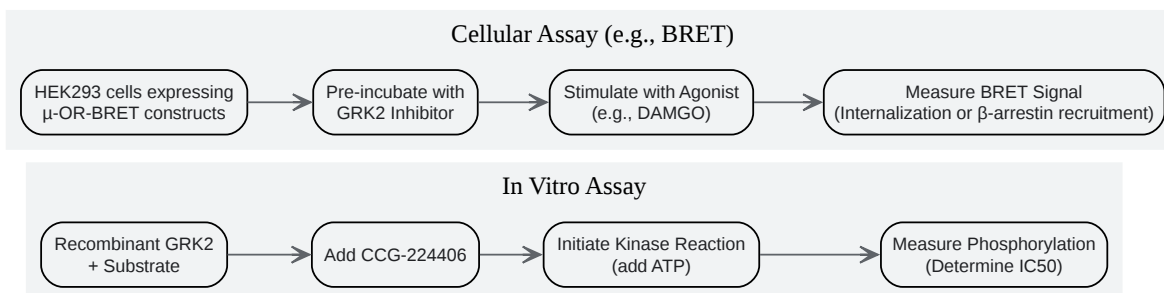 Cellular Assay (e.g., BRET)
HEK293 cells expressing
µ-OR-BRET constructs
Pre-incubate with
GRK2 Inhibitor
Stimulate with Agonist
(e.g., DAMGO)
Measure BRET Signal
(Internalization or β-arrestin recruitment)
In Vitro Assay
Recombinant GRK2
+ Substrate
Add CCG-224406
Initiate Kinase Reaction
(add ATP)
Measure Phosphorylation
(Determine IC50)